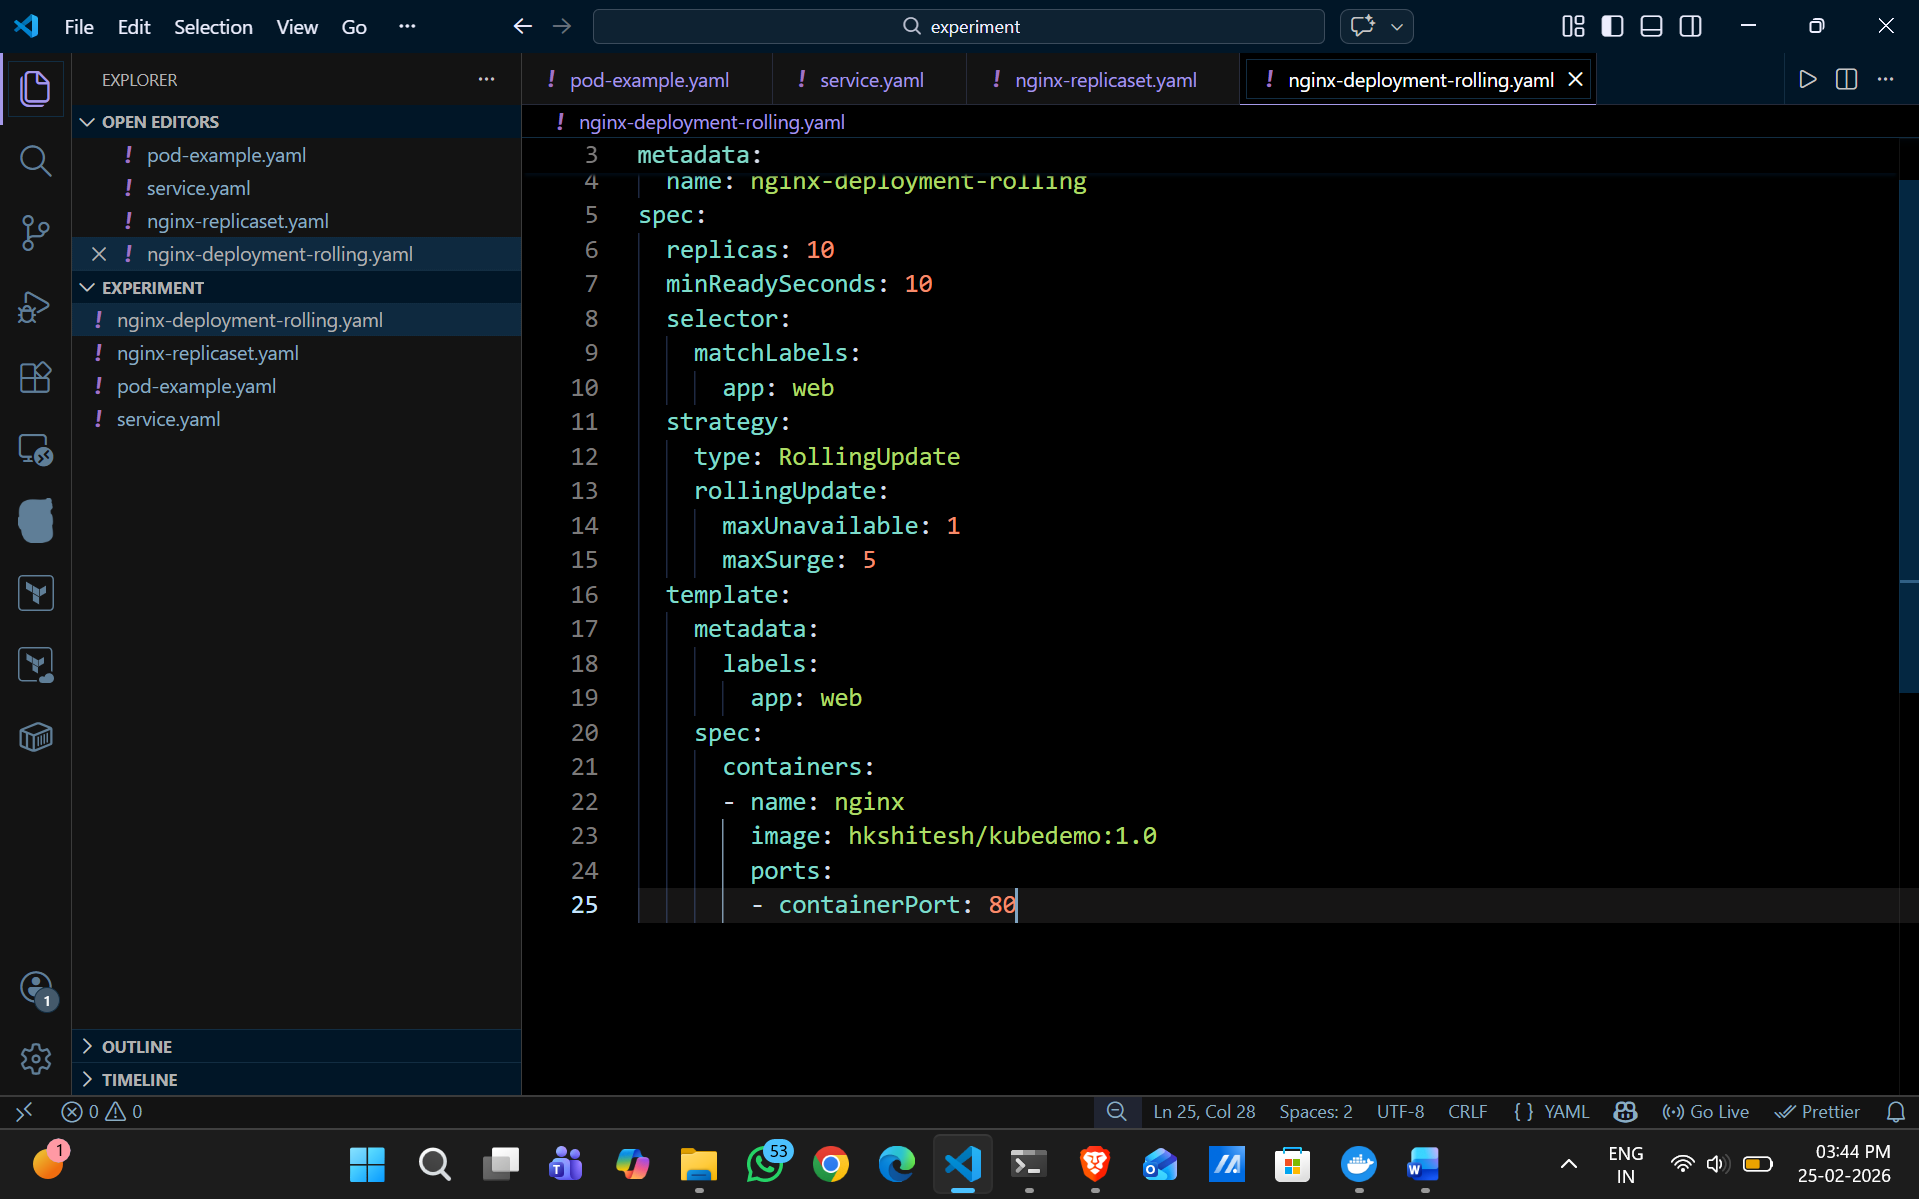 File Edit Selection View Go ···
experiment
EXPLORER ···
OPEN EDITORS
! pod-example.yaml
! service.yaml
! nginx-replicaset.yaml
! nginx-deployment-rolling.yaml
EXPERIMENT
! nginx-deployment-rolling.yaml
! nginx-replicaset.yaml
! pod-example.yaml
! service.yaml
1
OUTLINE
TIMELINE
! pod-example.yaml ! service.yaml ! nginx-replicaset.yaml ! nginx-deployment-rolling.yaml
! nginx-deployment-rolling.yaml
3 metadata:
4   name: nginx-deployment-rolling
5 spec:
6   replicas: 10
7   minReadySeconds: 10
8   selector:
9     matchLabels:
10       app: web
11   strategy:
12     type: RollingUpdate
13     rollingUpdate:
14       maxUnavailable: 1
15       maxSurge: 5
16   template:
17     metadata:
18       labels:
19         app: web
20     spec:
21       containers:
22       - name: nginx
23         image: hkshitesh/kubedemo:1.0
24         ports:
25         - containerPort: 80
0 0 Ln 25, Col 28 Spaces: 2 UTF-8 CRLF { } YAML Go Live Prettier
1 53 ENG 03:44 PM
IN 25-02-2026